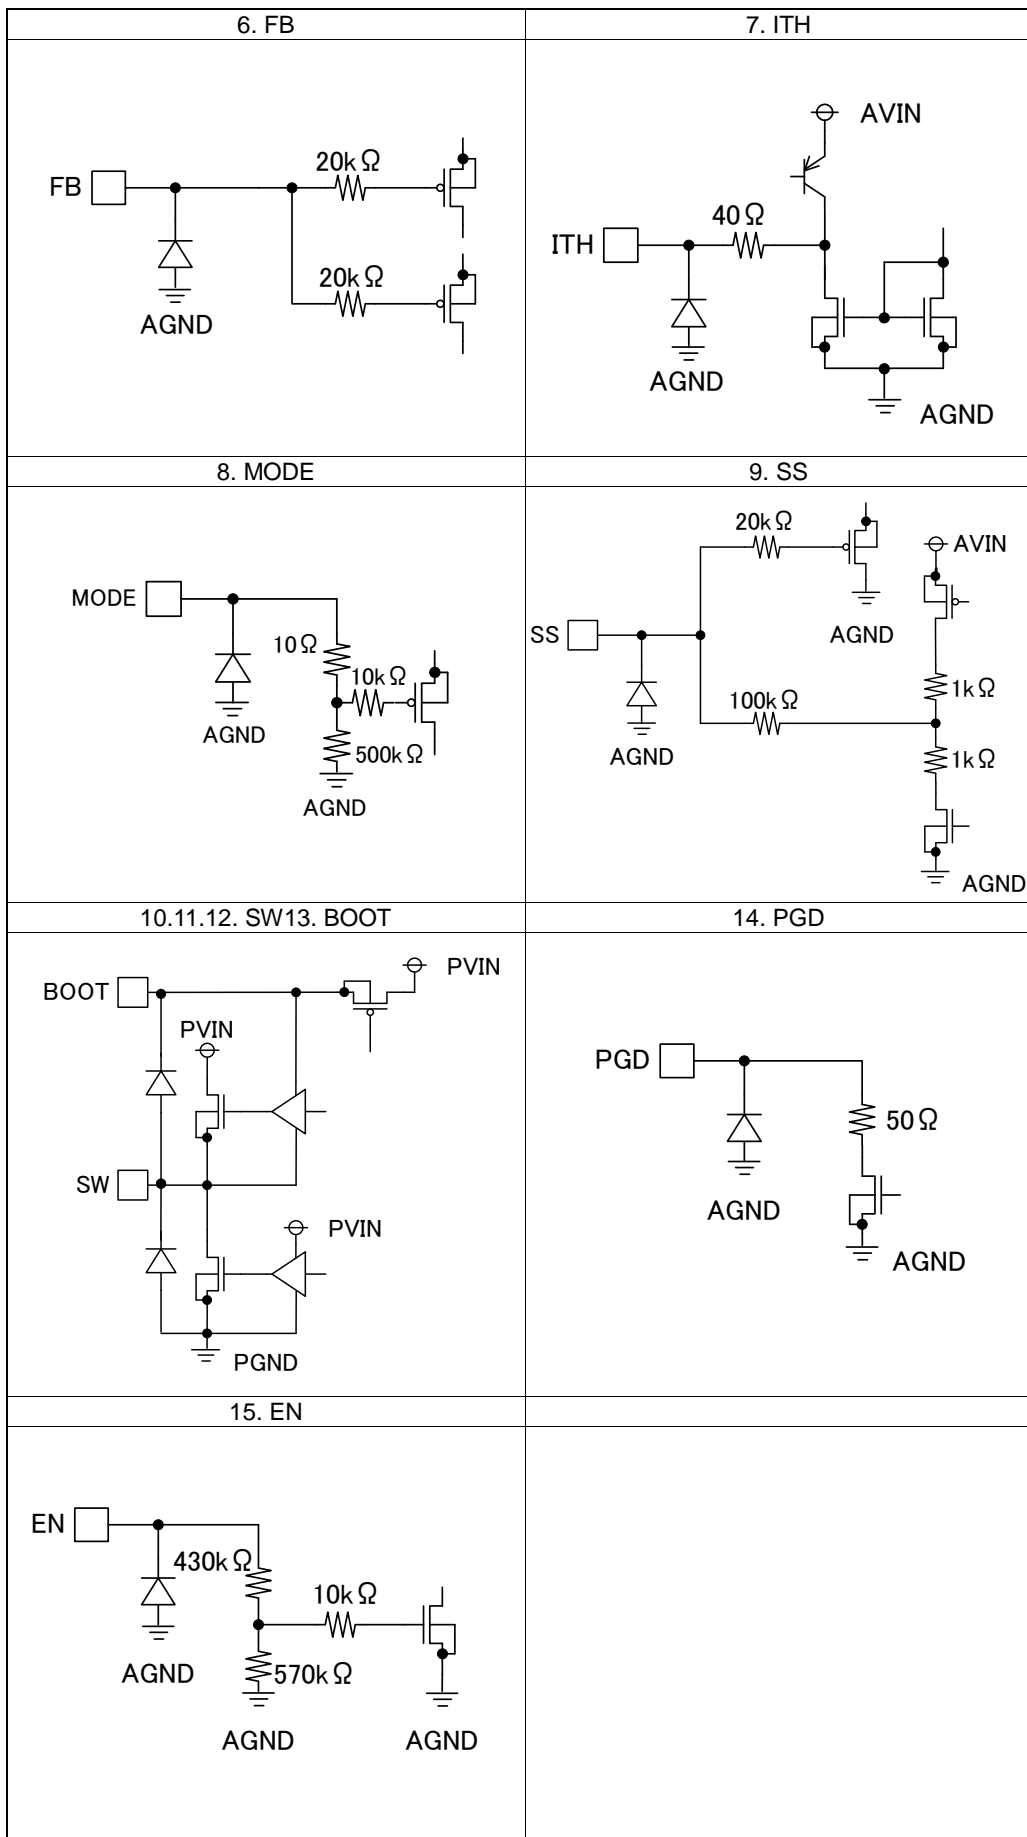 6. FB
7. ITH
FB
20kΩ
20kΩ
AGND
AVIN
ITH
40Ω
AGND
AGND
8. MODE
9. SS
MODE
10Ω
10kΩ
AGND
500kΩ
AGND
20kΩ
AVIN
SS
AGND
100kΩ
1kΩ
AGND
1kΩ
AGND
10.11.12. SW13. BOOT
14. PGD
BOOT
PVIN
PVIN
SW
PVIN
PGND
PGD
50Ω
AGND
AGND
15. EN
EN
430kΩ
10kΩ
AGND
570kΩ
AGND
AGND